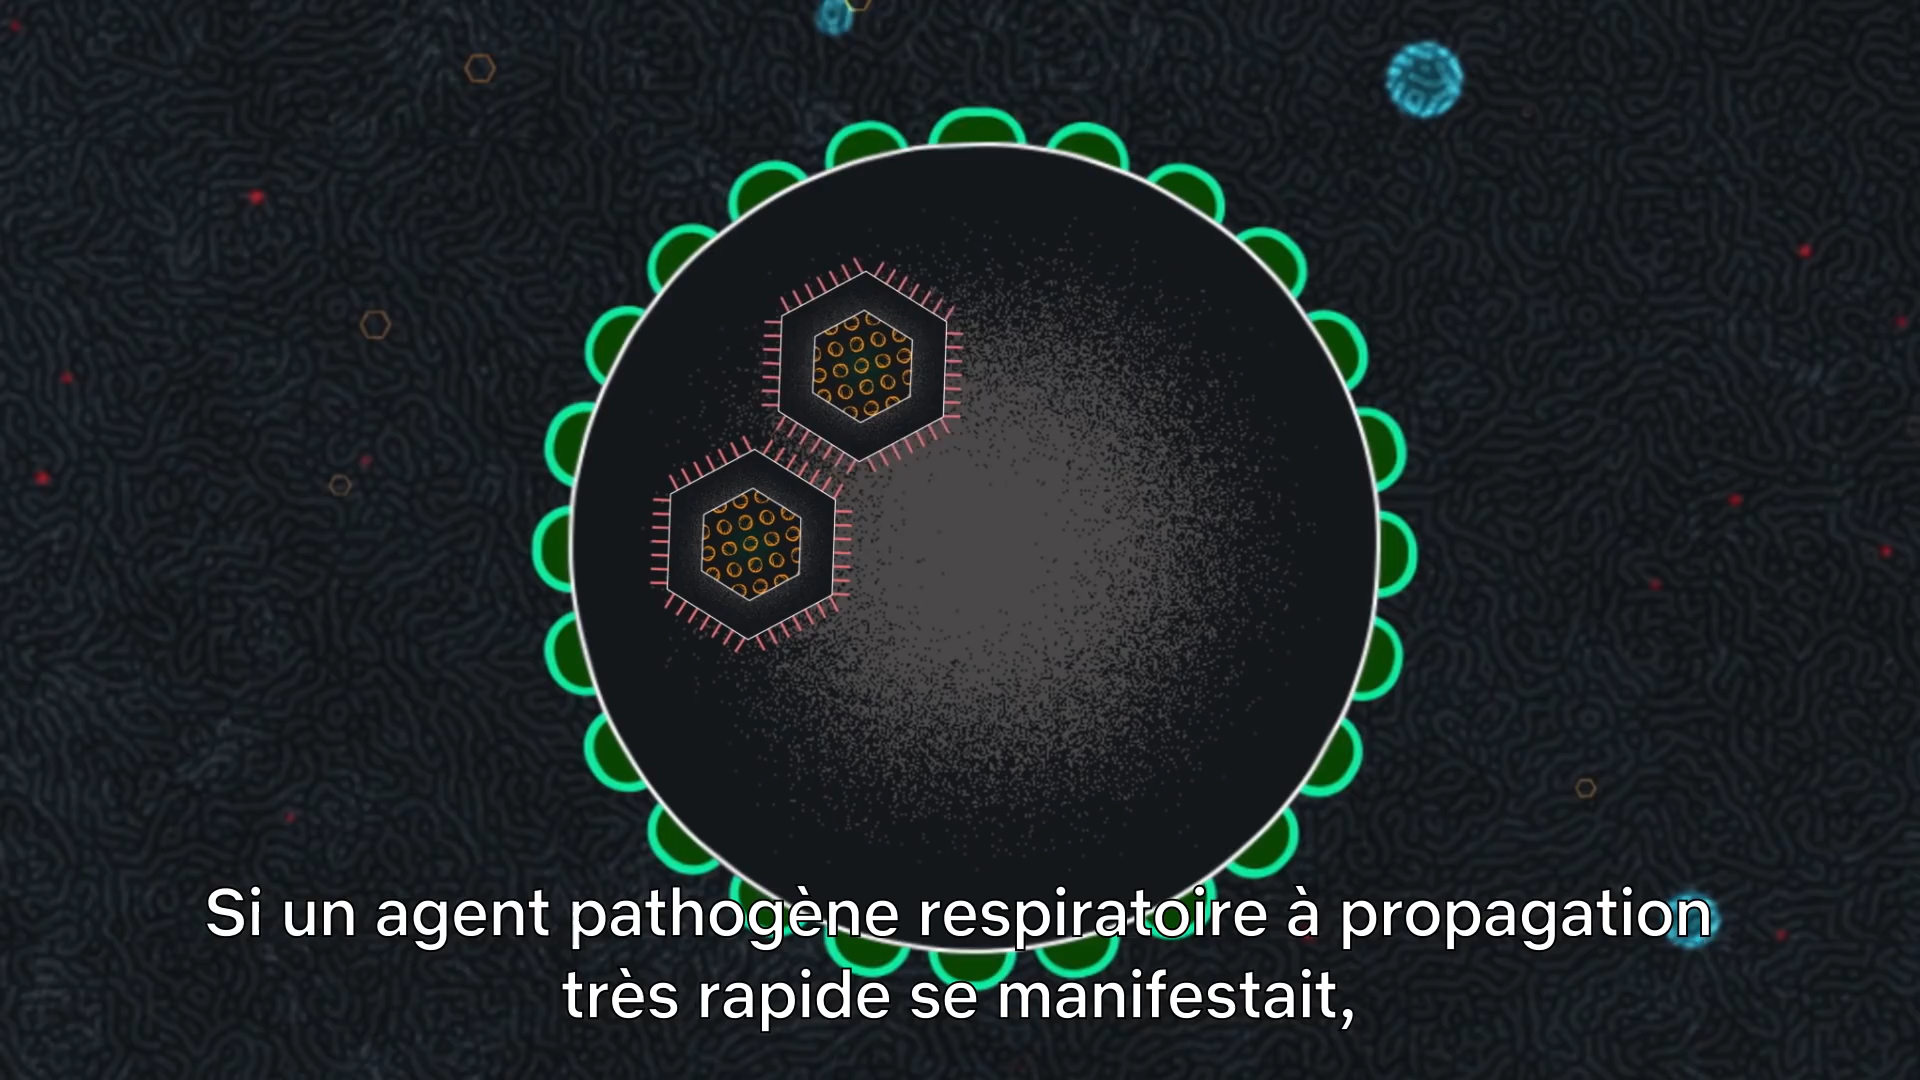 Si un agent pathogène respiratoire à propagation
très rapide se manifestait,